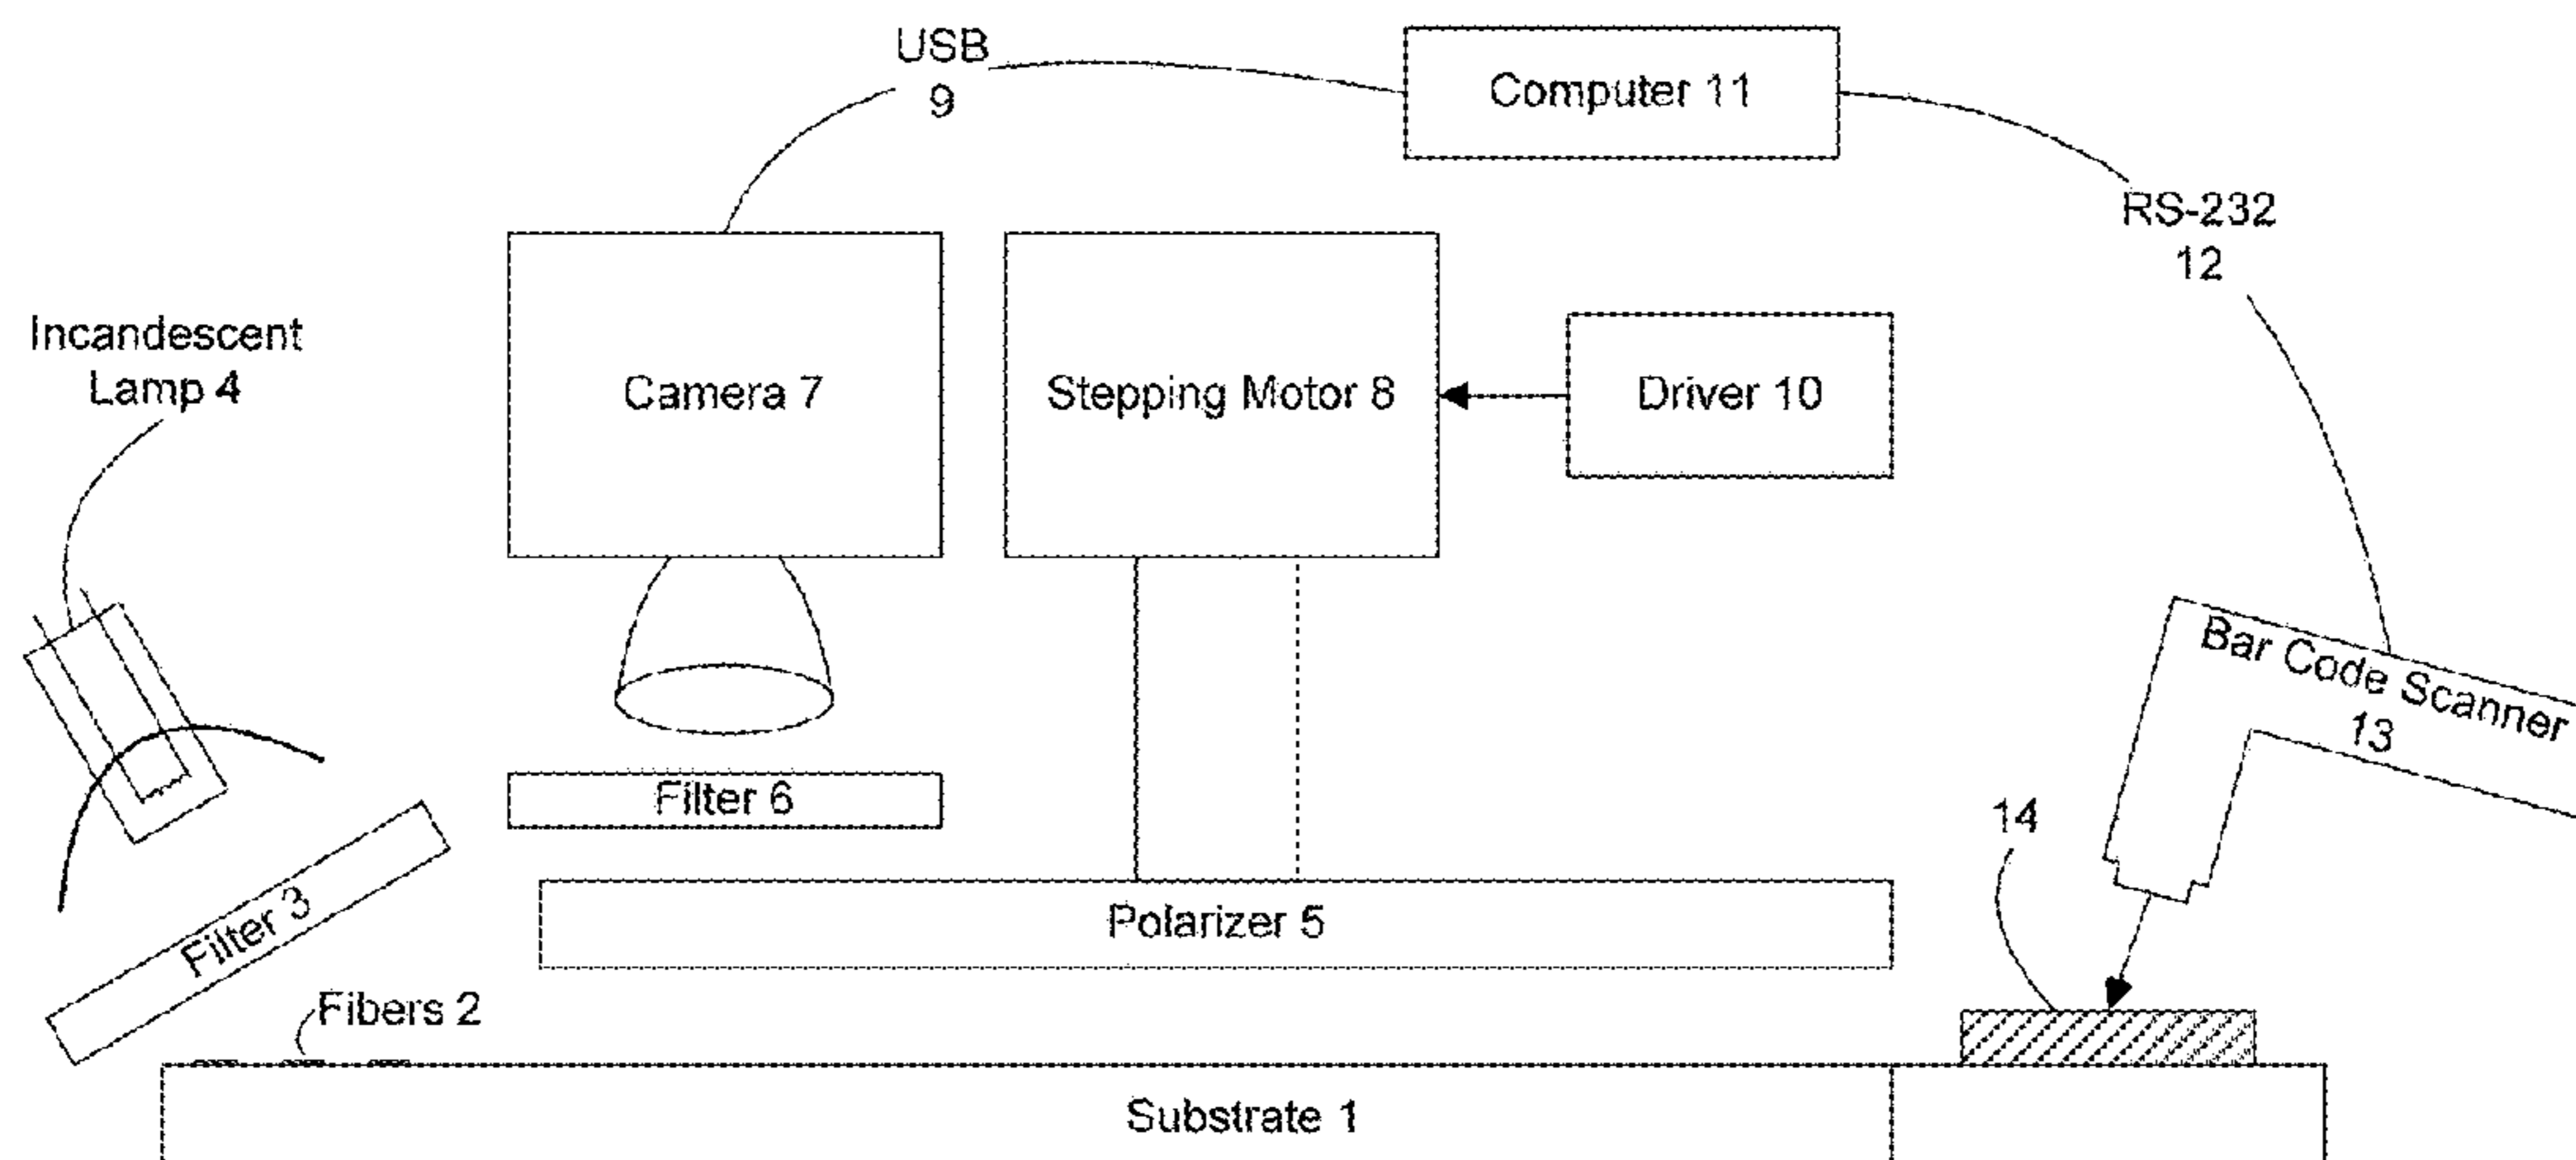 USB
9
Computer 11
RS-232
12
Incandescent
Lamp 4
Camera 7
Stepping Motor 8
Driver 10
Bar Code Scanner
13
Filter 6
14
Filter 3
Polarizer 5
Fibers 2
Substrate 1